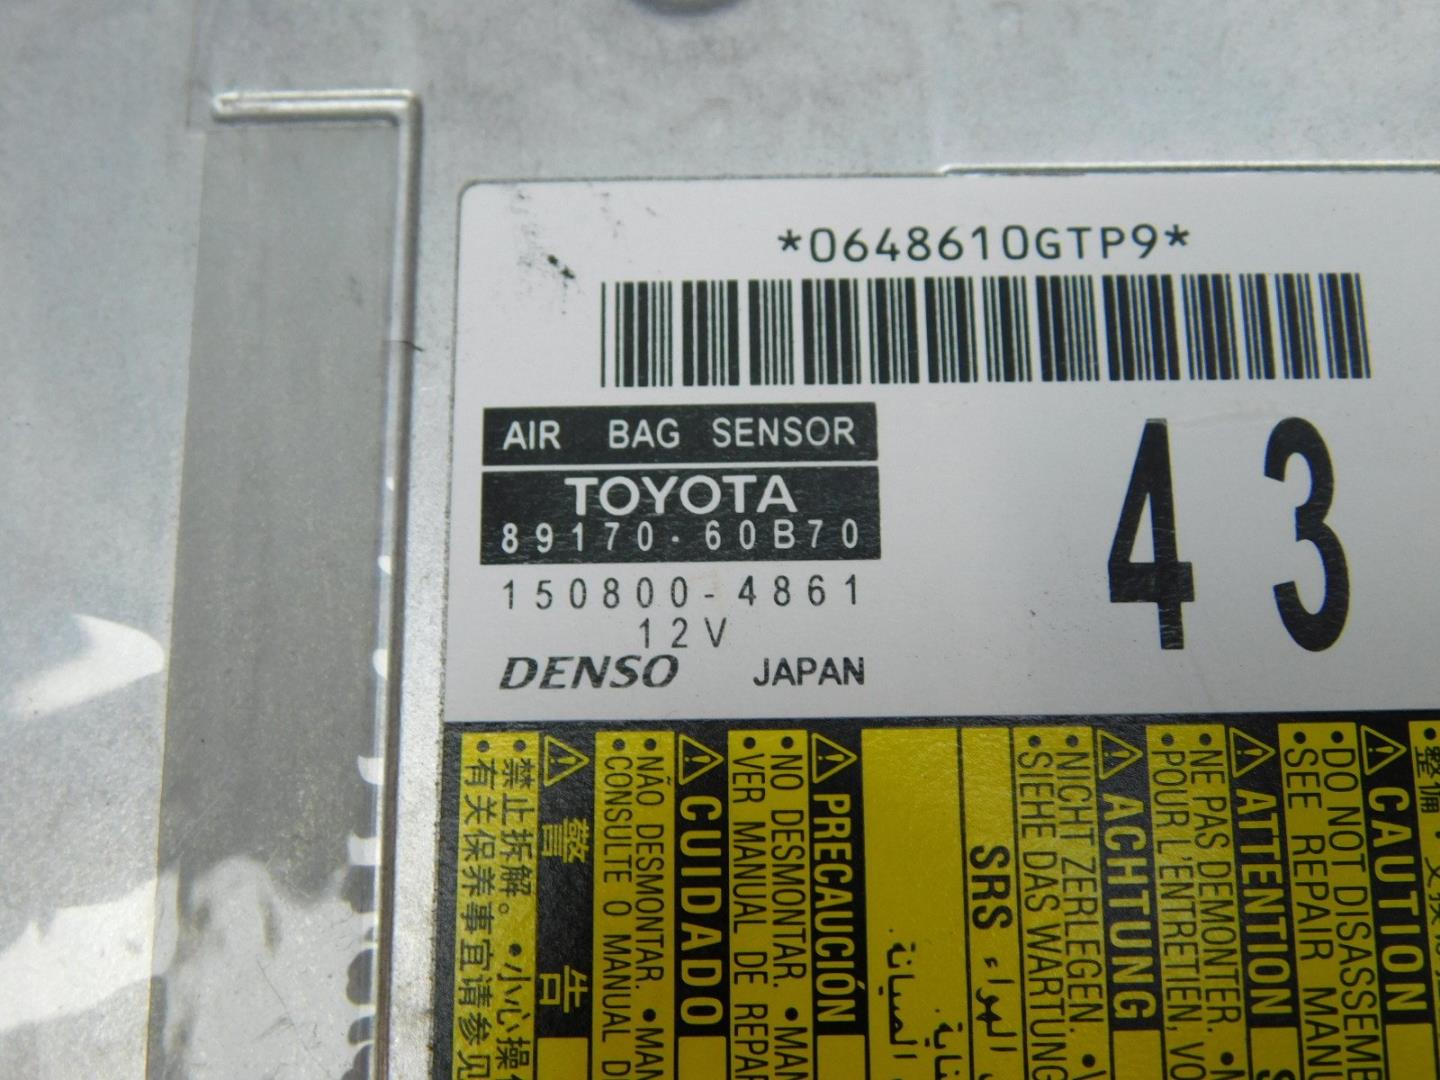 *0648610GTP9*
AIR BAG SENSOR
TOYOTA
89170-60B70
150800-4861
12V
DENSO JAPAN
43
警告
• 禁止拆解。 • 小心操作
• 有关保养事宜请参见
CUIDADO
• NÃO DESMONTAR. • MAN
• CONSULTE O MANUAL D
PRECAUCIÓN
• NO DESMONTAR. • MAN
• VER MANUAL DE REPAR
SRS
ACHTUNG
• NICHT ZERLEGEN. • V
• SIEHE DAS WARTUNG
ATTENTION
• NE PAS DEMONTER. • N
POUR L'ENTRETIEN, VO
CAUTION
• DO NOT DISASSEME
• SEE REPAIR MANU